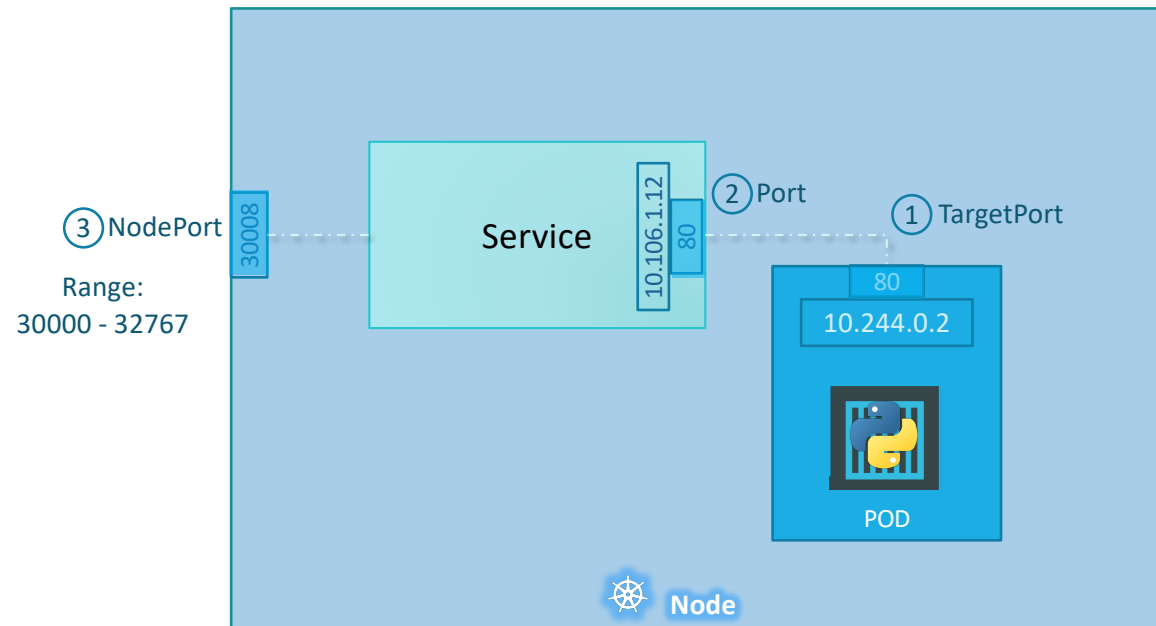 3 NodePort
Range:
30000 - 32767
30008
Service
10.106.1.12
80
2 Port
1 TargetPort
80
10.244.0.2
POD
Node